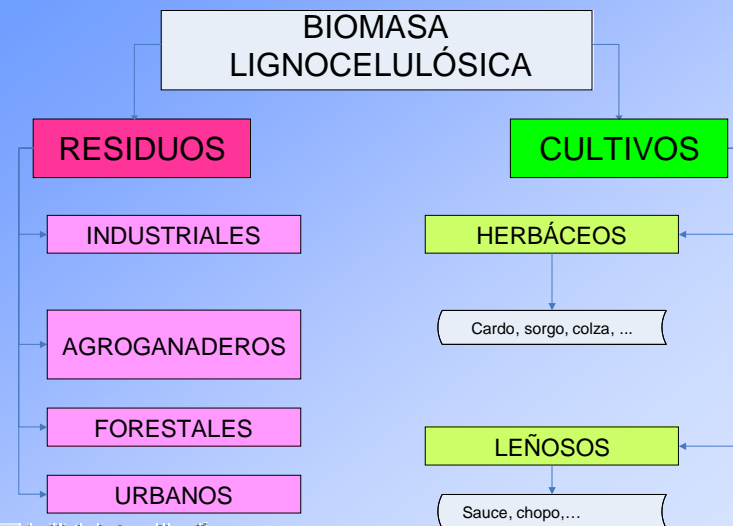 BIOMASA
LIGNOCELULÓSICA
RESIDUOS
CULTIVOS
INDUSTRIALES
HERBÁCEOS
Cardo, sorgo, colza, ...
AGROGANADEROS
FORESTALES
LEÑOSOS
URBANOS
Sauce, chopo,...